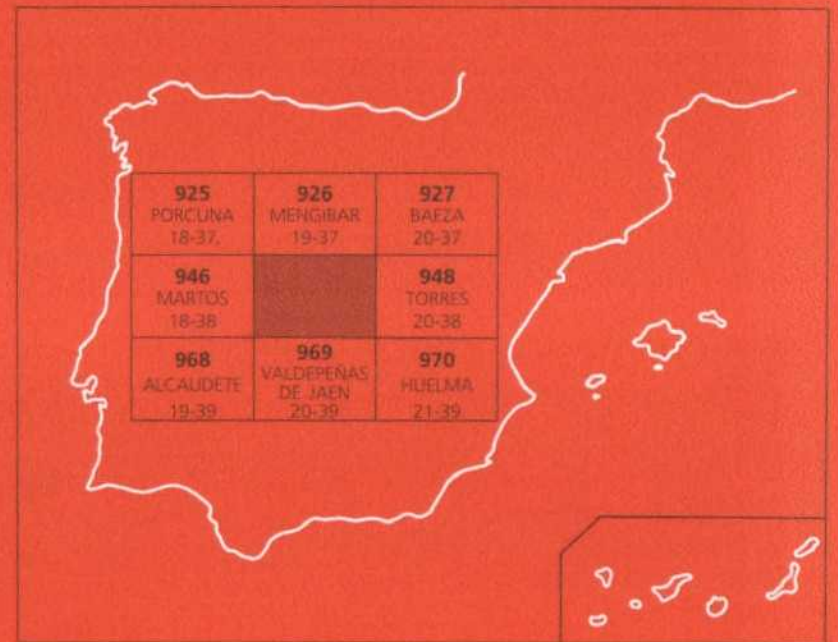 925
PORCUNA
18-37.
926
MENGIBAR
19-37
927
BAEZA
20-37
946
MARTOS
18-38
948
TORRES
20-38
968
ALCAUDETE
19-39
969
VALDEPEÑAS
DE JAEN
20-39
970
HUELMA
21-39